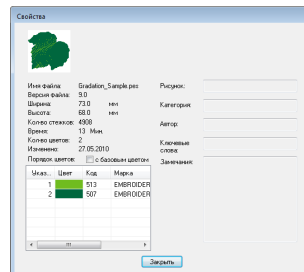 Свойства
Имя файла: Gradation_Sample.pes
Версия файла: 9.0
Ширина: 73.0 мм
Высота: 68.0 мм
Кол-во стежков: 4908
Время: 13 Мин.
Кол-во цветов: 2
Изменено: 27.05.2010
Порядок цветов: с базовым цветом
Указ... Цвет Код Марка
1 513 EMBROIDER
2 507 EMBROIDER
Рисунок:
Категория:
Автор:
Ключевые
слова:
Замечания:
Закрыть